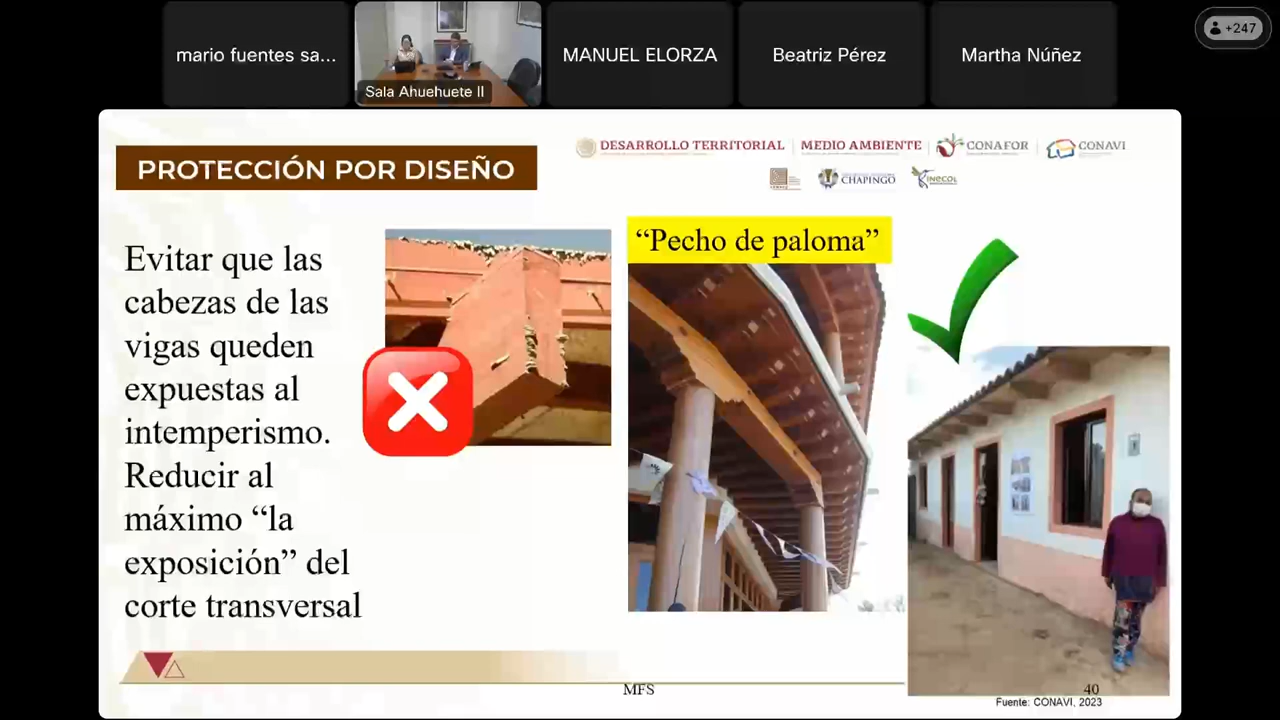 mario fuentes sa...
Sala Ahuehuete II
MANUEL ELORZA
Beatriz Pérez
Martha Núñez
+247
PROTECCIÓN POR DISEÑO
DESARROLLO TERRITORIAL
MEDIO AMBIENTE
CONAFOR
CONAVI
CHAPINGO
INECOL
Evitar que las
cabezas de las
vigas queden
expuestas al
intemperismo.
Reducir al
máximo “la
exposición” del
corte transversal
“Pecho de paloma”
MFS
40
Fuente: CONAVI, 2023